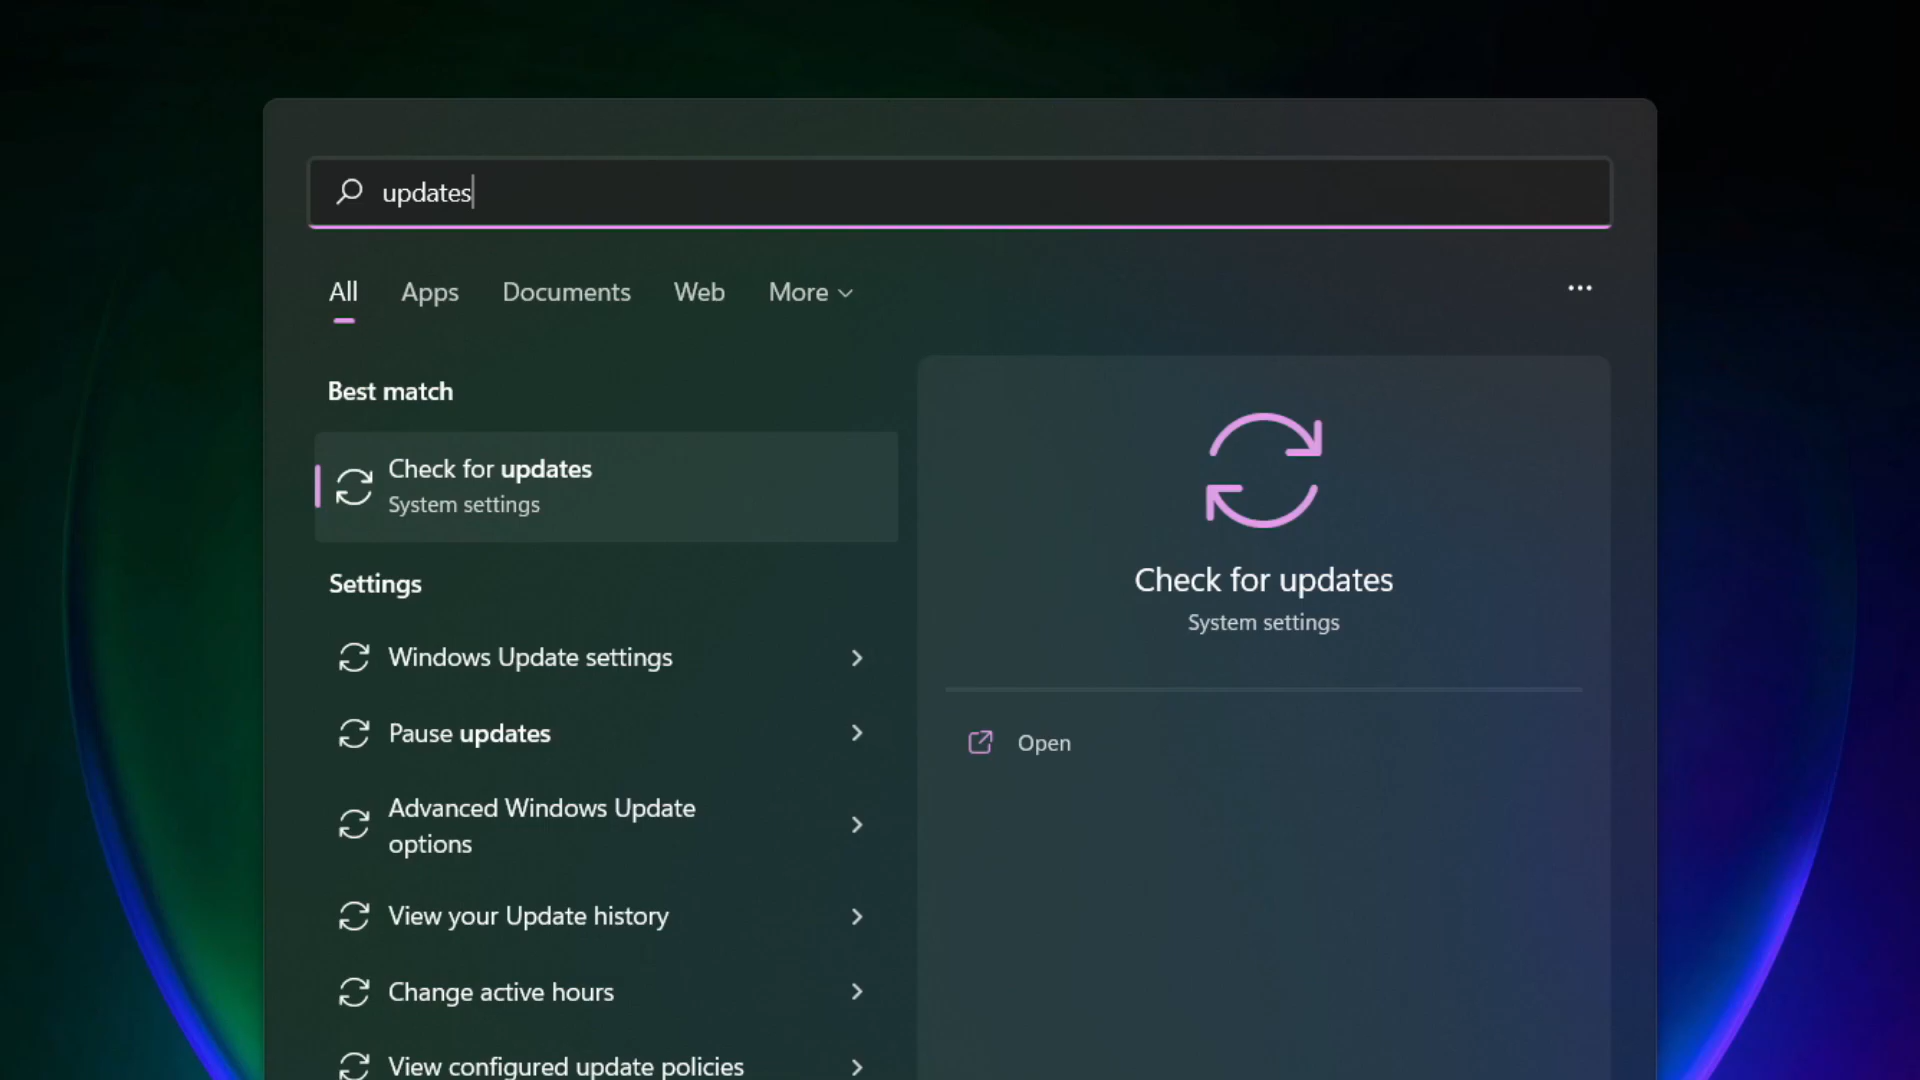 updates
All Apps Documents Web More
Best match
Check for updates
System settings
Settings
Windows Update settings
Pause updates
Advanced Windows Update
options
View your Update history
Change active hours
View configured update policies
Check for updates
System settings
Open